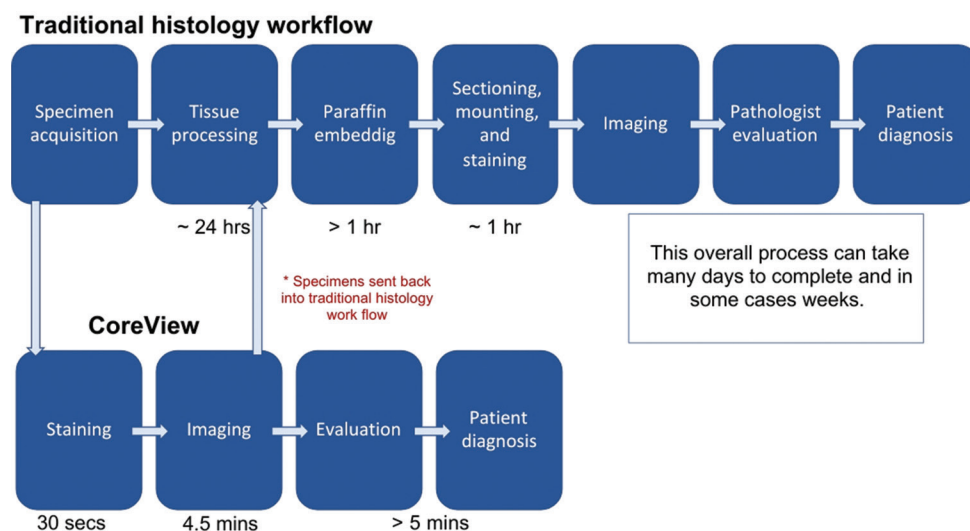 Traditional histology workflow
Specimen
acquisition
Tissue
processing
Paraffin
embeddig
Sectioning,
mounting,
and
staining
Imaging
Pathologist
evaluation
Patient
diagnosis
~ 24 hrs
> 1 hr
~ 1 hr
* Specimens sent back
into traditional histology
work flow
This overall process can take
many days to complete and in
some cases weeks.
CoreView
Staining
Imaging
Evaluation
Patient
diagnosis
30 secs
4.5 mins
> 5 mins